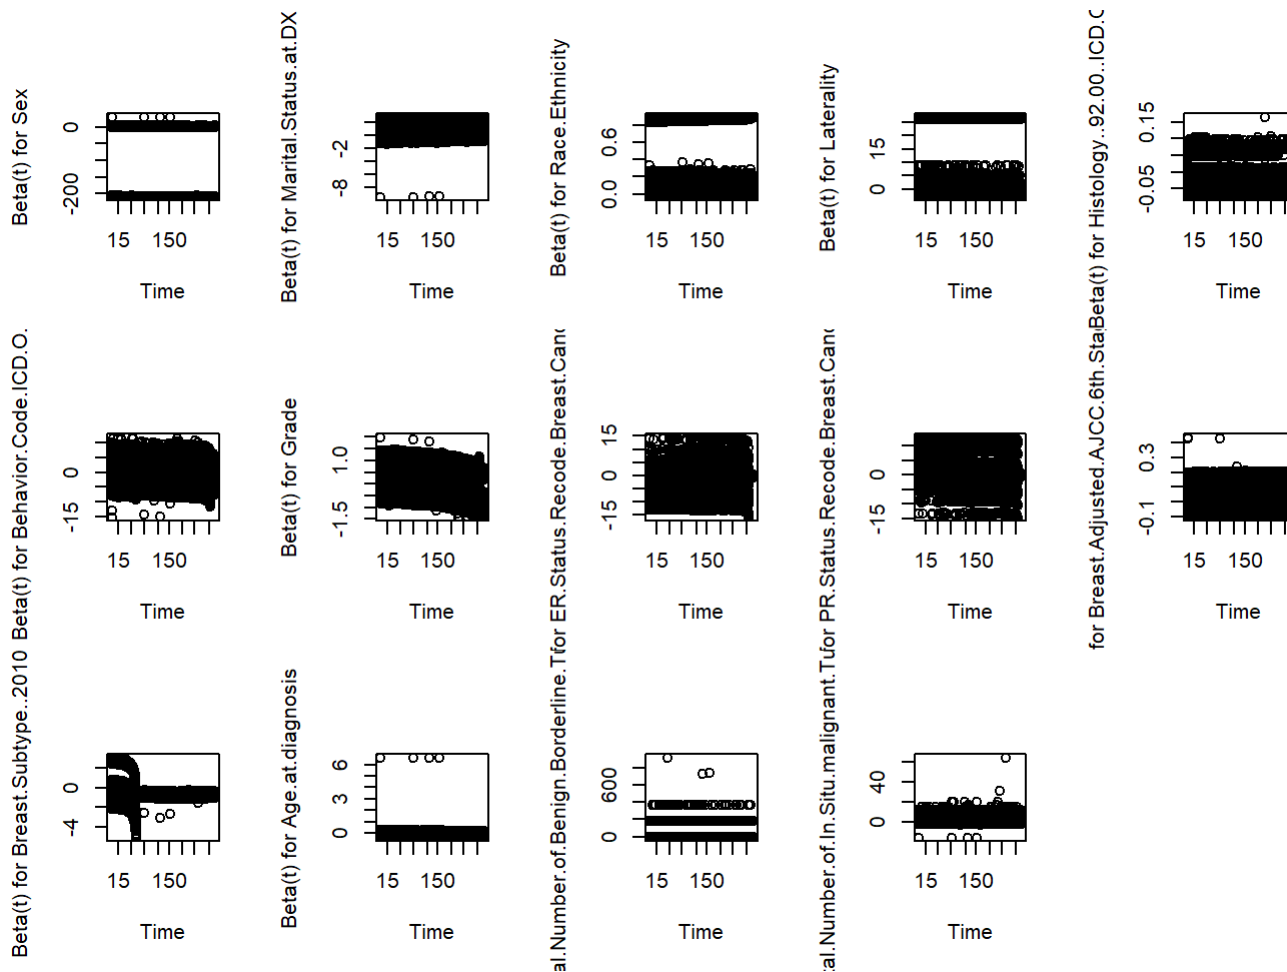 Beta(t) for Sex
0
-200
15 150
Time
Beta(t) for Marital.Status.at.DX
-2
-8
15 150
Time
Beta(t) for Race.Ethnicity
0.6
0.0
15 150
Time
Beta(t) for Laterality
15
0
15 150
Time
Beta(t) for Histology..92.00..ICD.O
0.15
-0.05
15 150
Time
Beta(t) for Behavior.Code.ICD.O.
0
-15
15 150
Time
Beta(t) for Grade
1.0
-1.5
15 150
Time
for ER.Status.Recode.Breast.Canc
15
0
-15
15 150
Time
for PR.Status.Recode.Breast.Canc
0
-15
15 150
Time
for Breast.Adjusted.AJCC.6th.Sta
0.3
-0.1
15 150
Time
Beta(t) for Breast.Subtype..2010
0
-4
15 150
Time
Beta(t) for Age.at.diagnosis
6
3
0
15 150
Time
al.Number.of.Benign.Borderline.T
600
0
15 150
Time
tal.Number.of.In.Situ.malignant.Tu
40
0
15 150
Time